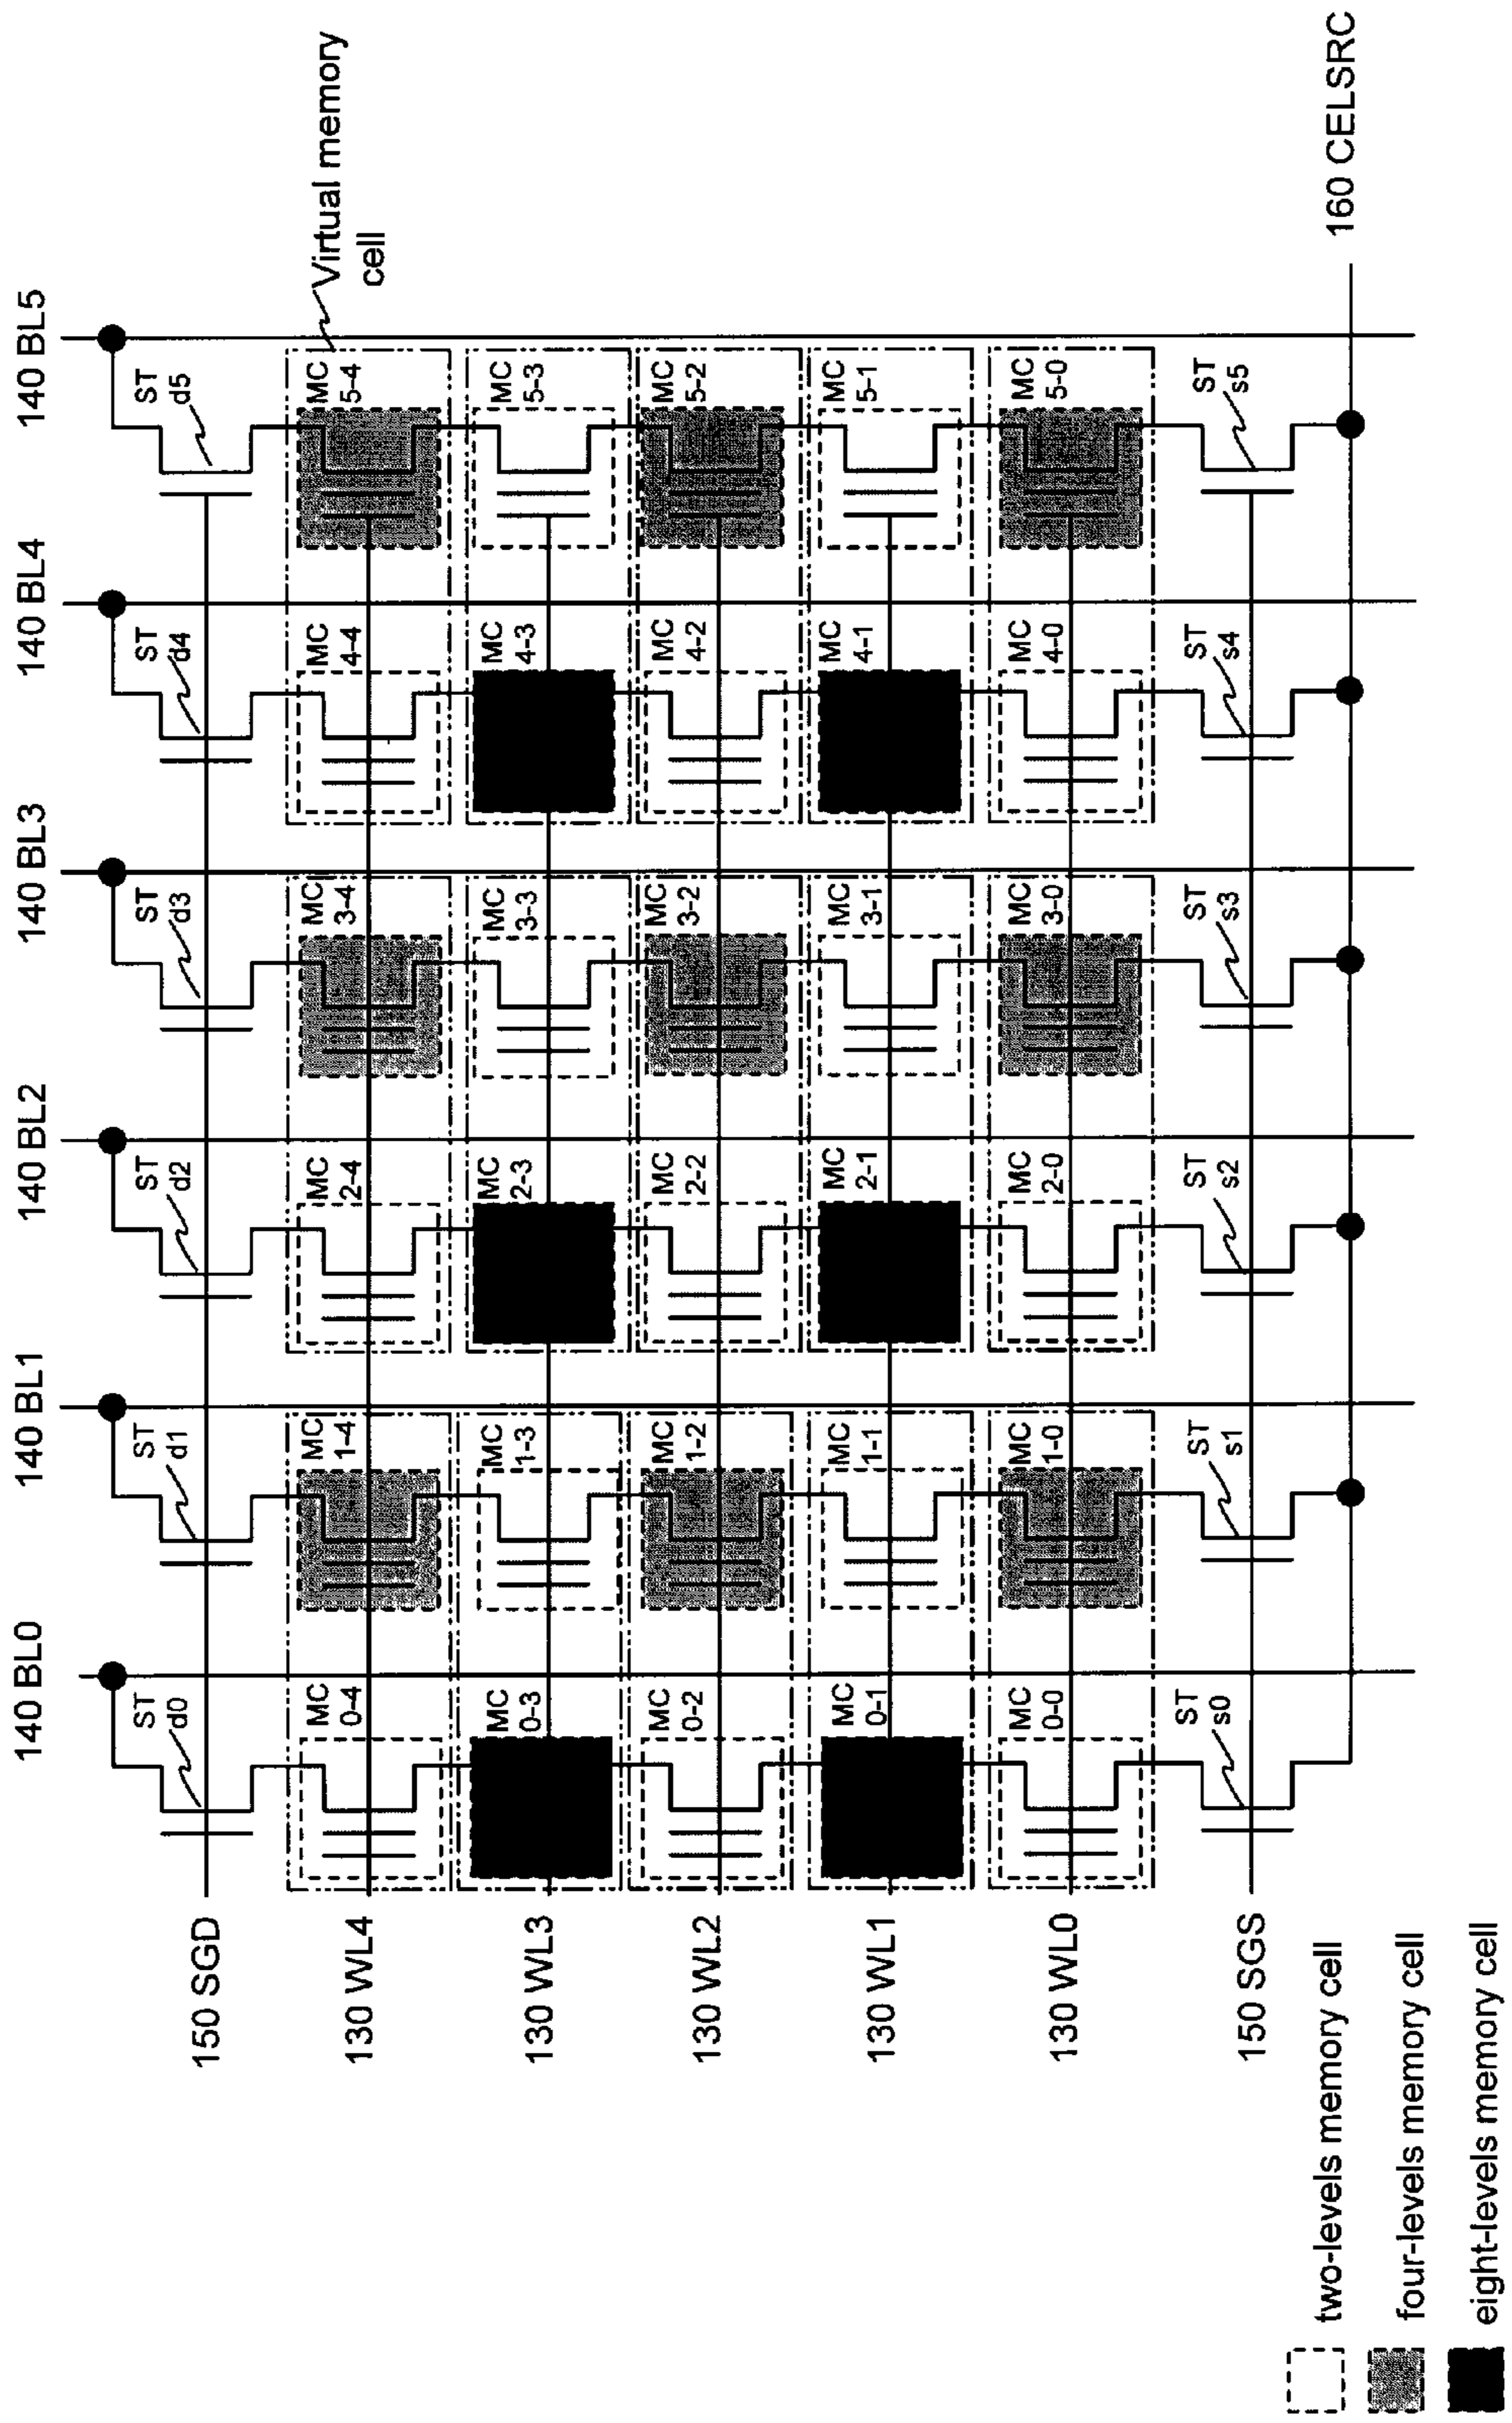 140 BL0
140 BL1
140 BL2
140 BL3
140 BL4
140 BL5
ST
d0
ST
d1
ST
d2
ST
d3
ST
d4
ST
d5
150 SGD
Virtual memory
cell
130 WL4
MC
0-4
MC
1-4
MC
2-4
MC
3-4
MC
4-4
MC
5-4
130 WL3
MC
0-3
MC
1-3
MC
2-3
MC
3-3
MC
4-3
MC
5-3
130 WL2
MC
0-2
MC
1-2
MC
2-2
MC
3-2
MC
4-2
MC
5-2
130 WL1
MC
0-1
MC
1-1
MC
2-1
MC
3-1
MC
4-1
MC
5-1
130 WL0
MC
0-0
MC
1-0
MC
2-0
MC
3-0
MC
4-0
MC
5-0
150 SGS
ST
s0
ST
s1
ST
s2
ST
s3
ST
s4
ST
s5
160 CELSRC
two-levels memory cell
four-levels memory cell
eight-levels memory cell